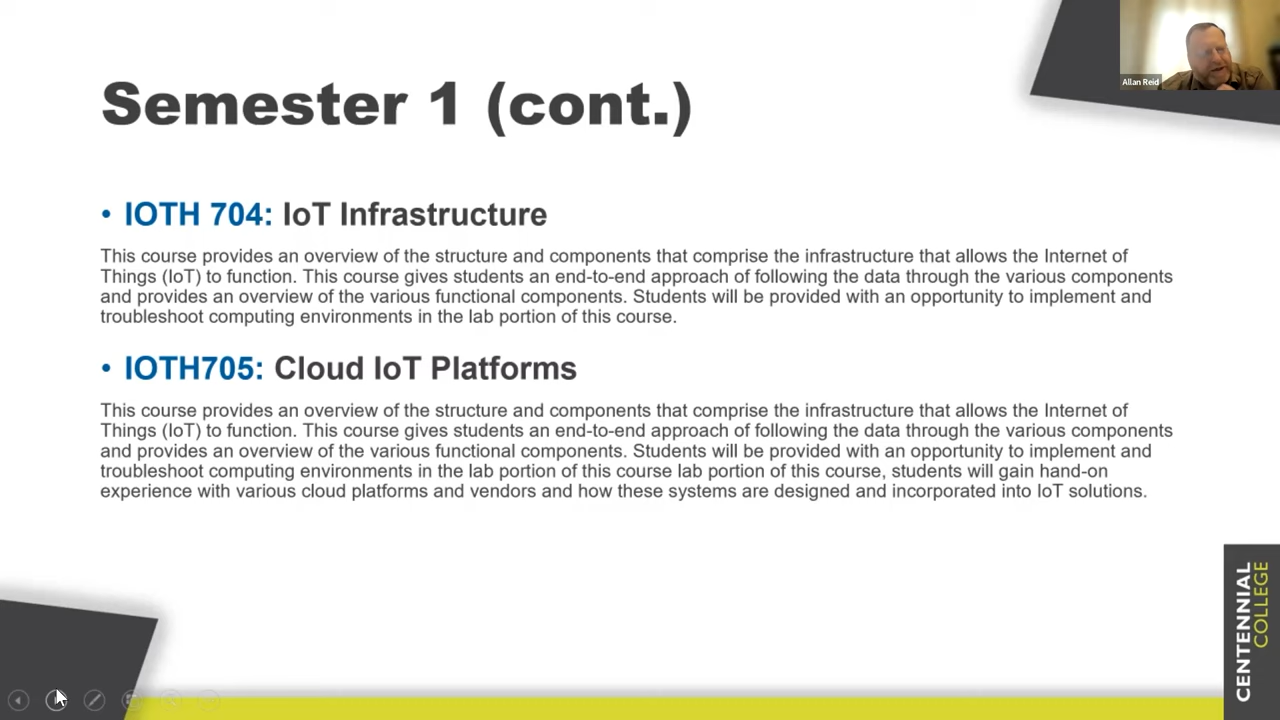 Allan Reid
Semester 1 (cont.)
• IOTH 704: IoT Infrastructure
This course provides an overview of the structure and components that comprise the infrastructure that allows the Internet of
Things (IoT) to function. This course gives students an end-to-end approach of following the data through the various components
and provides an overview of the various functional components. Students will be provided with an opportunity to implement and
troubleshoot computing environments in the lab portion of this course.
• IOTH705: Cloud IoT Platforms
This course provides an overview of the structure and components that comprise the infrastructure that allows the Internet of
Things (IoT) to function. This course gives students an end-to-end approach of following the data through the various components
and provides an overview of the various functional components. Students will be provided with an opportunity to implement and
troubleshoot computing environments in the lab portion of this course lab portion of this course, students will gain hand-on
experience with various cloud platforms and vendors and how these systems are designed and incorporated into IoT solutions.
CENTENNIAL
COLLEGE